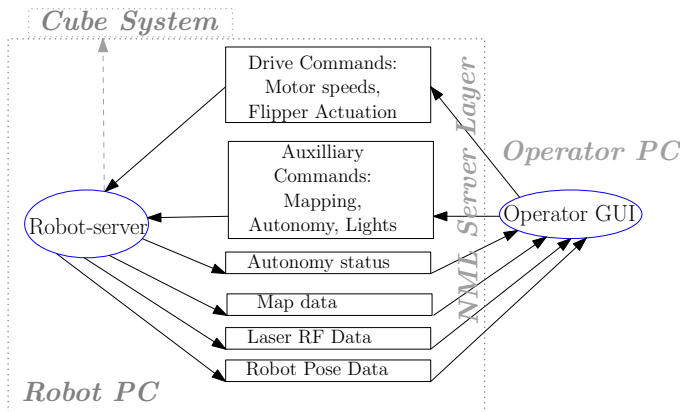 Cube System
Drive Commands:
Motor speeds,
Flipper Actuation
NML Server Layer
Operator PC
Auxilliary
Commands:
Mapping,
Autonomy, Lights
Robot-server
Operator GUI
Autonomy status
Map data
Laser RF Data
Robot Pose Data
Robot PC